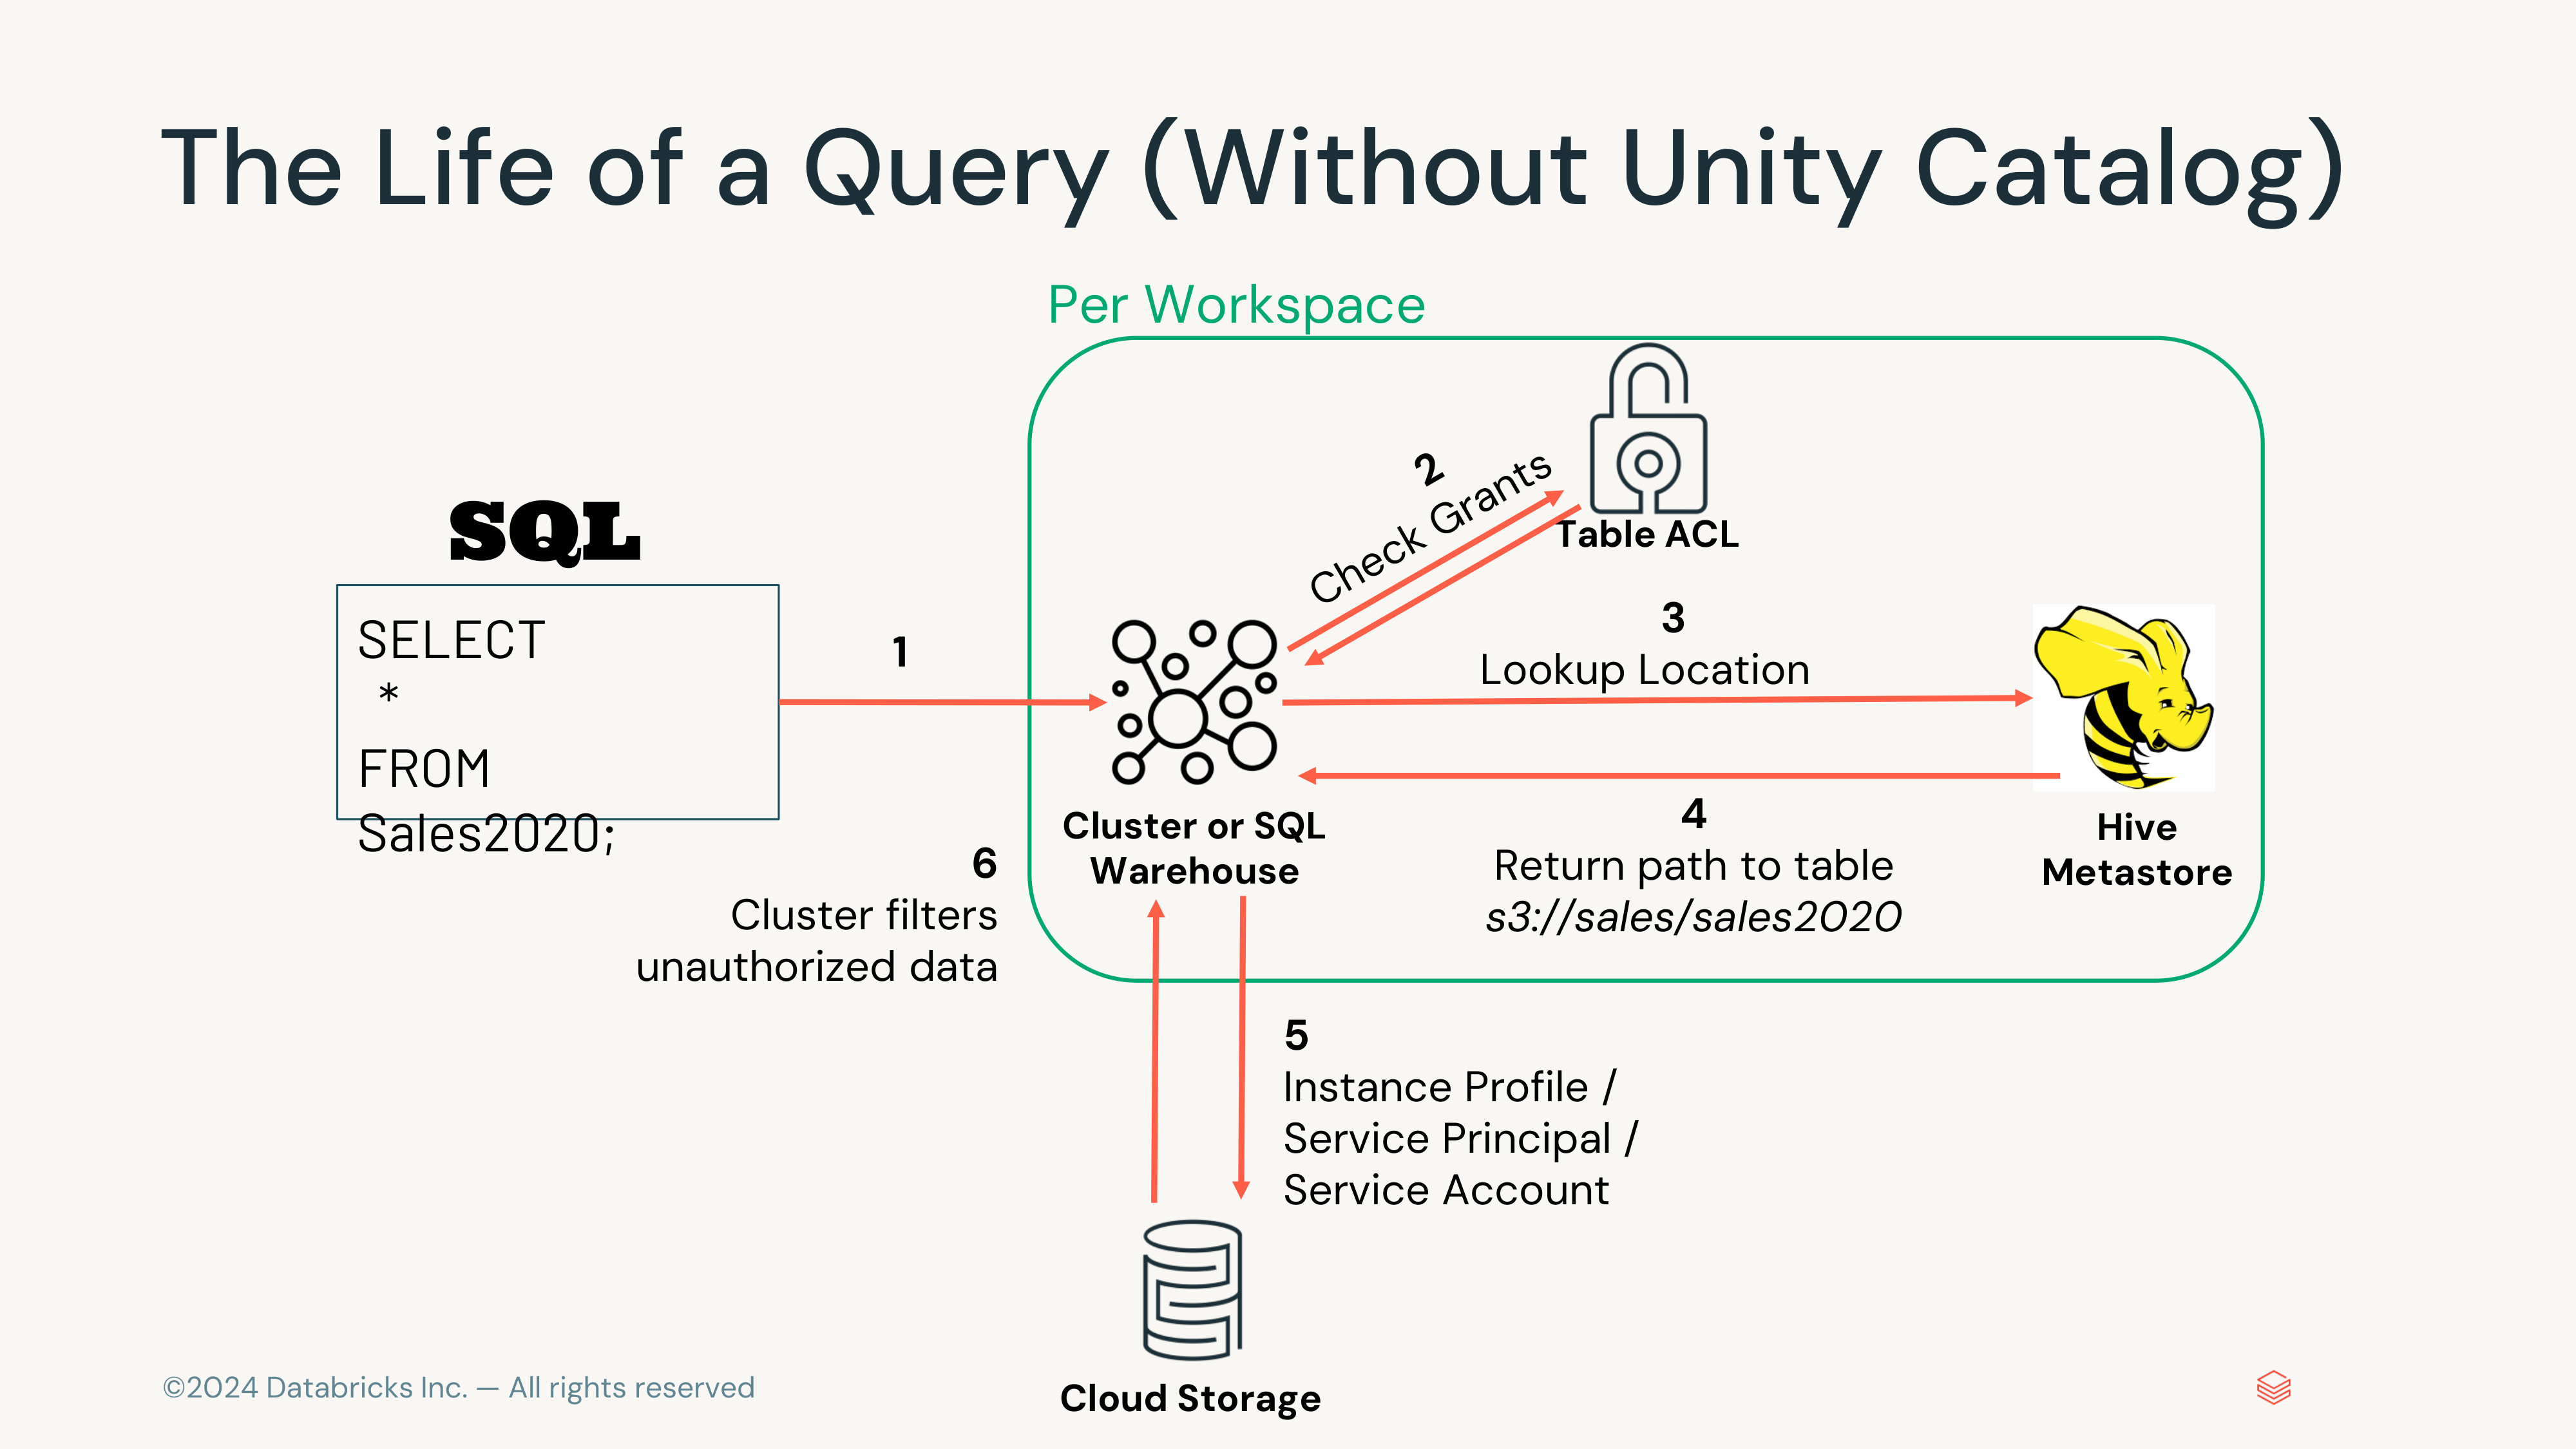 The Life of a Query (Without Unity Catalog)
Per Workspace
SQL
SELECT
*
FROM
Sales2020;
1
2
Check Grants
Table ACL
3
Lookup Location
Cluster or SQL
Warehouse
4
Return path to table
s3://sales/sales2020
Hive
Metastore
6
Cluster filters
unauthorized data
5
Instance Profile /
Service Principal /
Service Account
Cloud Storage
©2024 Databricks Inc. — All rights reserved